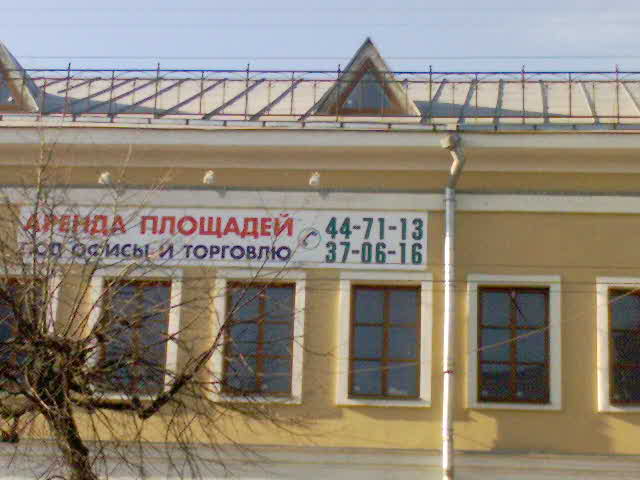 АРЕНДА ПЛОЩАДЕЙ 44-71-13
ПОД ОФИСЫ И ТОРГОВЛЮ 37-06-16